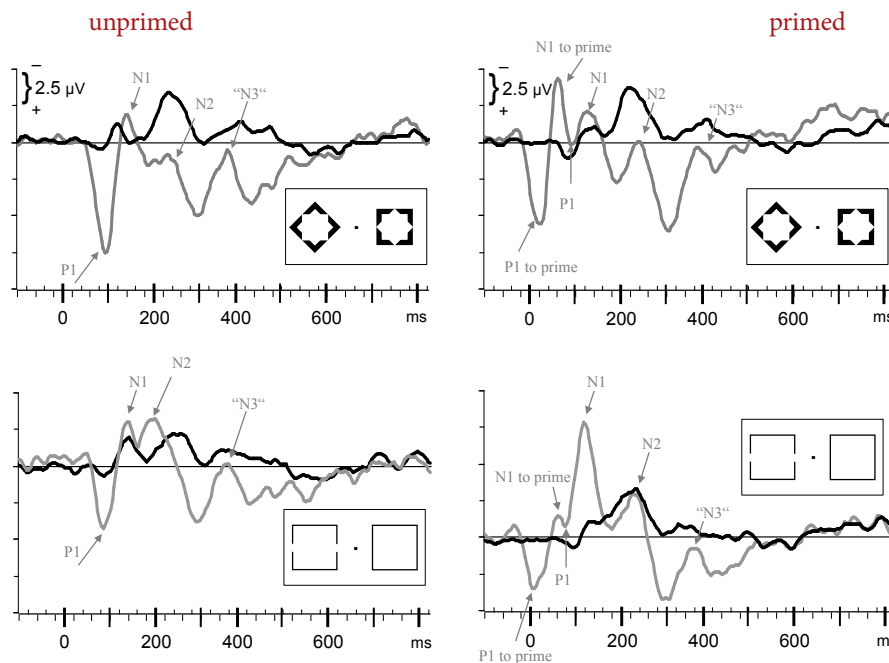 unprimed
primed
−
2.5 µV
+
N1
N2
“N3“
P1
0 200 400 600 ms
N1 to prime
−
2.5 µV
+
N1
N2
“N3“
P1
P1 to prime
0 200 400 600 ms
N1
N2
“N3“
P1
0 200 400 600 ms
N1
N1 to prime
N2
“N3“
P1
P1 to prime
0 200 400 600 ms